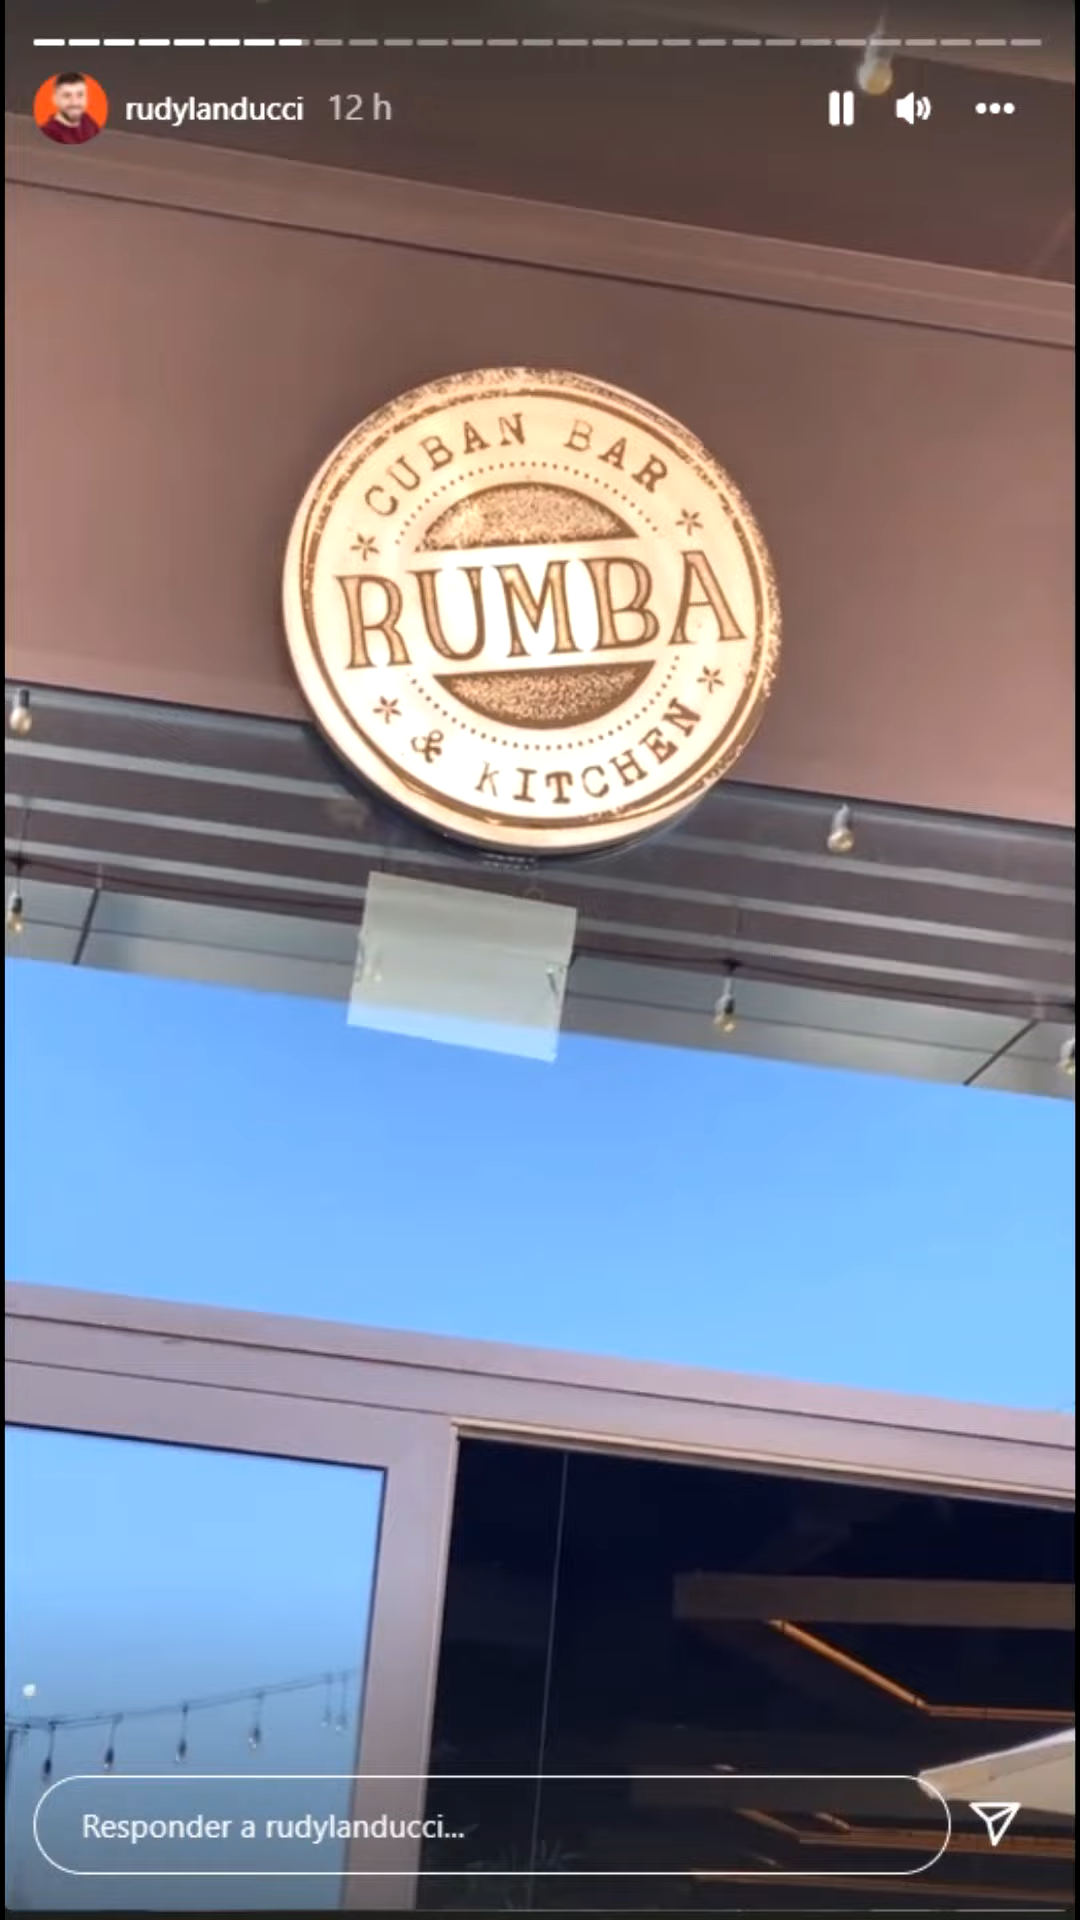 rudylanducci 12 h
CUBAN BAR
RUMBA
& KITCHEN
Responder a rudylanducci...